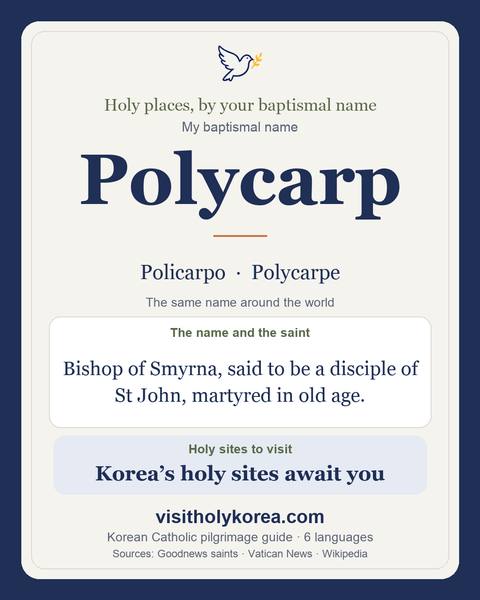 Holy places, by your baptismal name
My baptismal name
Polycarp
Policarpo · Polycarpe
The same name around the world
The name and the saint
Bishop of Smyrna, said to be a disciple of
St John, martyred in old age.
Holy sites to visit
Korea’s holy sites await you
visitholykorea.com
Korean Catholic pilgrimage guide · 6 languages
Sources: Goodnews saints · Vatican News · Wikipedia